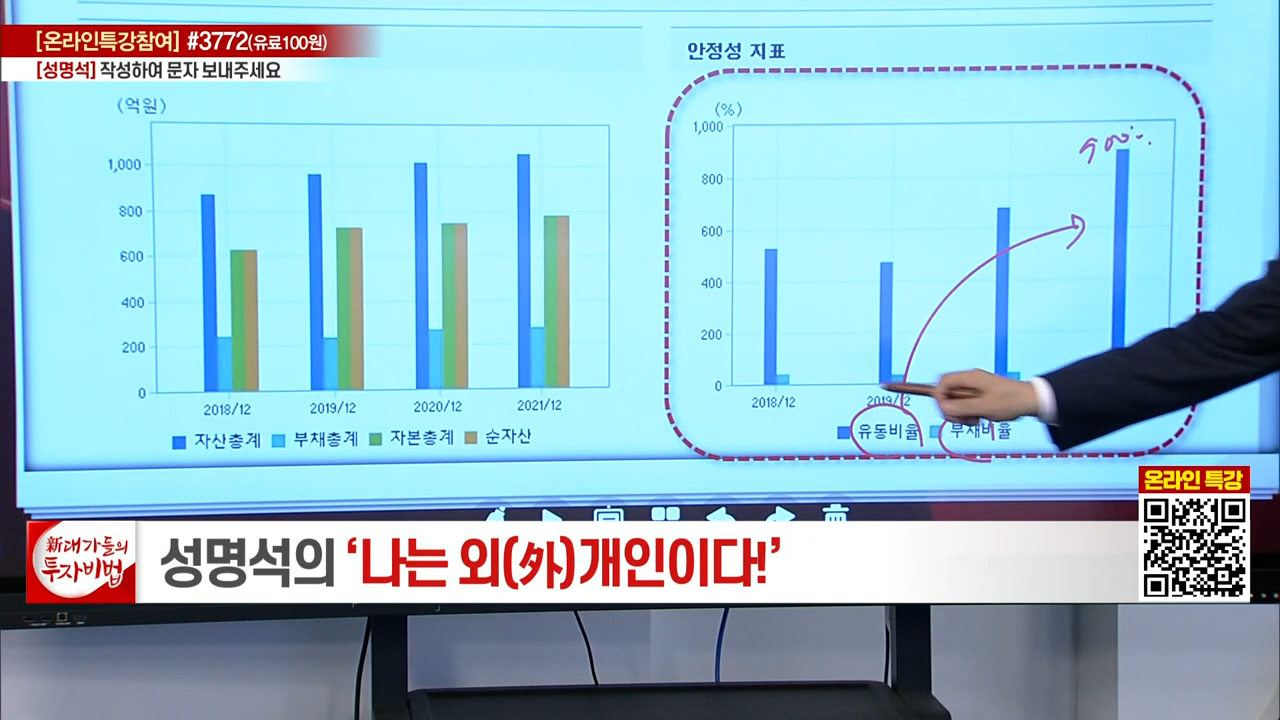 [온라인특강참여] #3772(유료100원)
[성명석] 작성하여 문자 보내주세요
안정성 지표
(억원)
1,000
800
600
400
200
0
2018/12 2019/12 2020/12 2021/12
자산총계 부채총계 자본총계 순자산
(%)
1,000
800
600
400
200
0
900%.
2018/12 2019/12
유동비율 부채비율
온라인 특강
新대가들의
투자비법
성명석의 ‘나는 외(外)개인이다!’